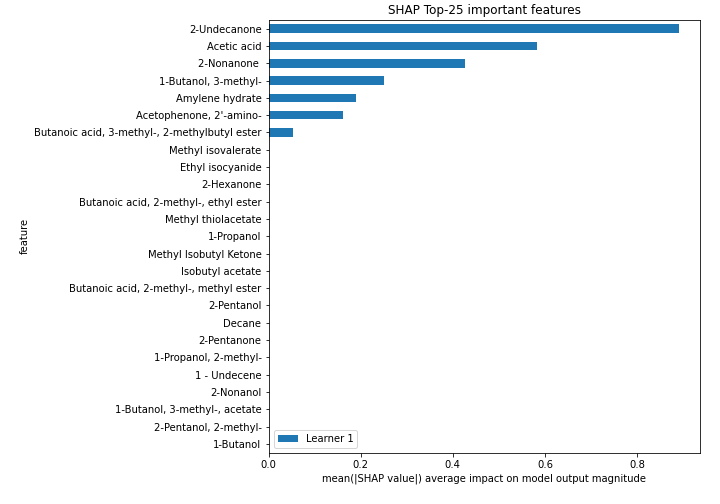 SHAP Top-25 important features
2-Undecanone
Acetic acid
2-Nonanone
1-Butanol, 3-methyl-
Amylene hydrate
Acetophenone, 2'-amino-
Butanoic acid, 3-methyl-, 2-methylbutyl ester
Methyl isovalerate
Ethyl isocyanide
2-Hexanone
Butanoic acid, 2-methyl-, ethyl ester
Methyl thiolacetate
1-Propanol
Methyl Isobutyl Ketone
Isobutyl acetate
Butanoic acid, 2-methyl-, methyl ester
2-Pentanol
Decane
2-Pentanone
1-Propanol, 2-methyl-
1 - Undecene
2-Nonanol
1-Butanol, 3-methyl-, acetate
2-Pentanol, 2-methyl-
1-Butanol
feature
Learner 1
0.0 0.2 0.4 0.6 0.8
mean(|SHAP value|) average impact on model output magnitude